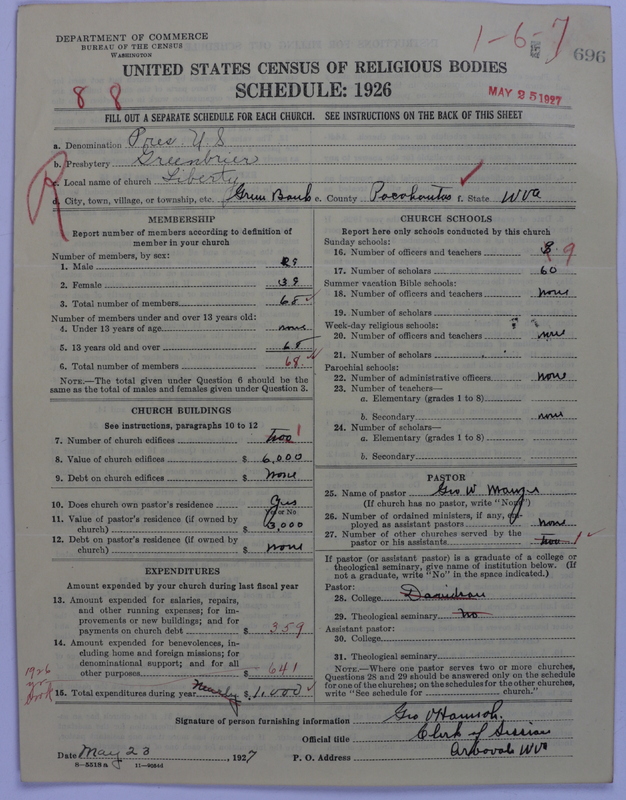 DEPARTMENT OF COMMERCE
BUREAU OF THE CENSUS
WASHINGTON
1-6-7
696
UNITED STATES CENSUS OF RELIGIOUS BODIES
SCHEDULE: 1926
8 8
MAY 25 1927
FILL OUT A SEPARATE SCHEDULE FOR EACH CHURCH. SEE INSTRUCTIONS ON THE BACK OF THIS SHEET
a. Denomination Pres. U S
b. Presbytery Greenbrier
c. Local name of church Liberty
R
d. City, town, village, or township, etc. Green Bank e. County Pocahontas f. State W Va
MEMBERSHIP
Report number of members according to definition of
member in your church
Number of members, by sex:
1. Male
2. Female 39
3. Total number of members 68
Number of members under and over 13 years old:
4. Under 13 years of age none
5. 13 years old and over 68
6. Total number of members 68
NOTE.—The total given under Question 6 should be the
same as the total of males and females given under Question 3.
CHURCH BUILDINGS
See instructions, paragraphs 10 to 12
7. Number of church edifices two 1
8. Value of church edifices $ 6,000
9. Debt on church edifices $ None
10. Does church own pastor's residence Yes
Yes or No
11. Value of pastor's residence (if owned by
church) $ 3,000
12. Debt on pastor's residence (if owned by
church) $ none
EXPENDITURES
Amount expended by your church during last fiscal year
13. Amount expended for salaries, repairs,
and other running expenses; for im-
provements or new buildings; and for
payments on church debt $ 359
14. Amount expended for benevolences, in-
cluding home and foreign missions; for
denominational support; and for all
other purposes $ 641
1926
yr.
book
15. Total expenditures during year Nearly $ 1,000
CHURCH SCHOOLS
Report here only schools conducted by this church
Sunday schools:
16. Number of officers and teachers 8 9
17. Number of scholars 60
Summer vacation Bible schools:
18. Number of officers and teachers none
19. Number of scholars
Week-day religious schools:
20. Number of officers and teachers none
21. Number of scholars
Parochial schools:
22. Number of administrative officers none
23. Number of teachers—
a. Elementary (grades 1 to 8)
b. Secondary none
24. Number of scholars—
a. Elementary (grades 1 to 8)
b. Secondary
PASTOR
25. Name of pastor Geo W
(If church has no pastor, write "None")
26. Number of ordained ministers, if any, em-
ployed as assistant pastors none
27. Number of other churches served by the
pastor or his assistants two 1
If pastor (or assistant pastor) is a graduate of a college or
theological seminary, give name of institution below. (If
not a graduate, write "No" in the space indicated.)
Pastor:
28. College Davidson
29. Theological seminary no
Assistant pastor:
30. College
31. Theological seminary
NOTE.—Where one pastor serves two or more churches,
Questions 28 and 29 should be answered only on the schedule
for one of the churches; on the schedules for the other churches,
write "See schedule for church."
Signature of person furnishing information Geo
Official title Clerk of Session
Date May 23, 1927 P. O. Address Arbovale W Va
S-5518 a